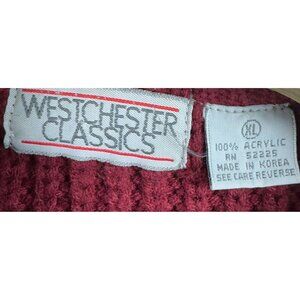 WESTCHESTER
CLASSICS
XL
100% ACRYLIC
RN 52225
MADE IN KOREA
SEE CARE REVERSE